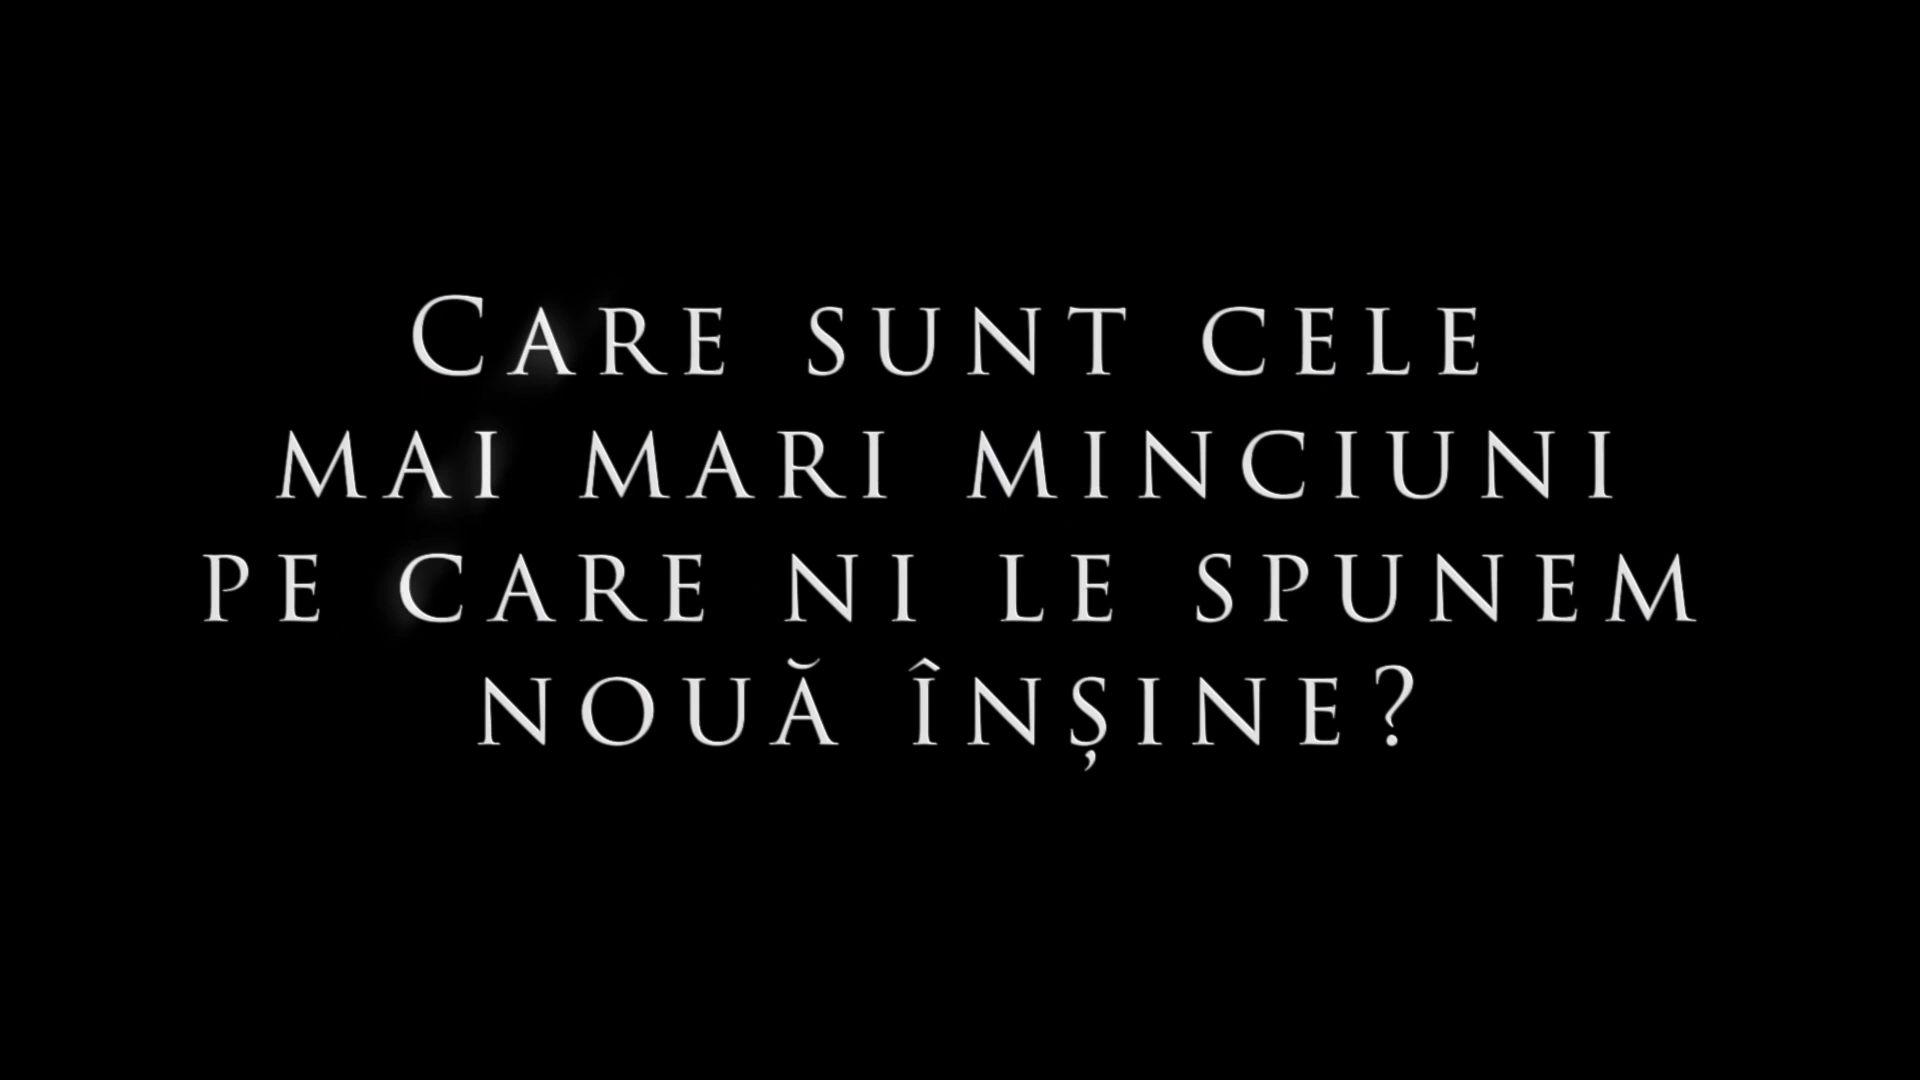 Care sunt cele
mai mari minciuni
pe care ni le spunem
nouă înșine?